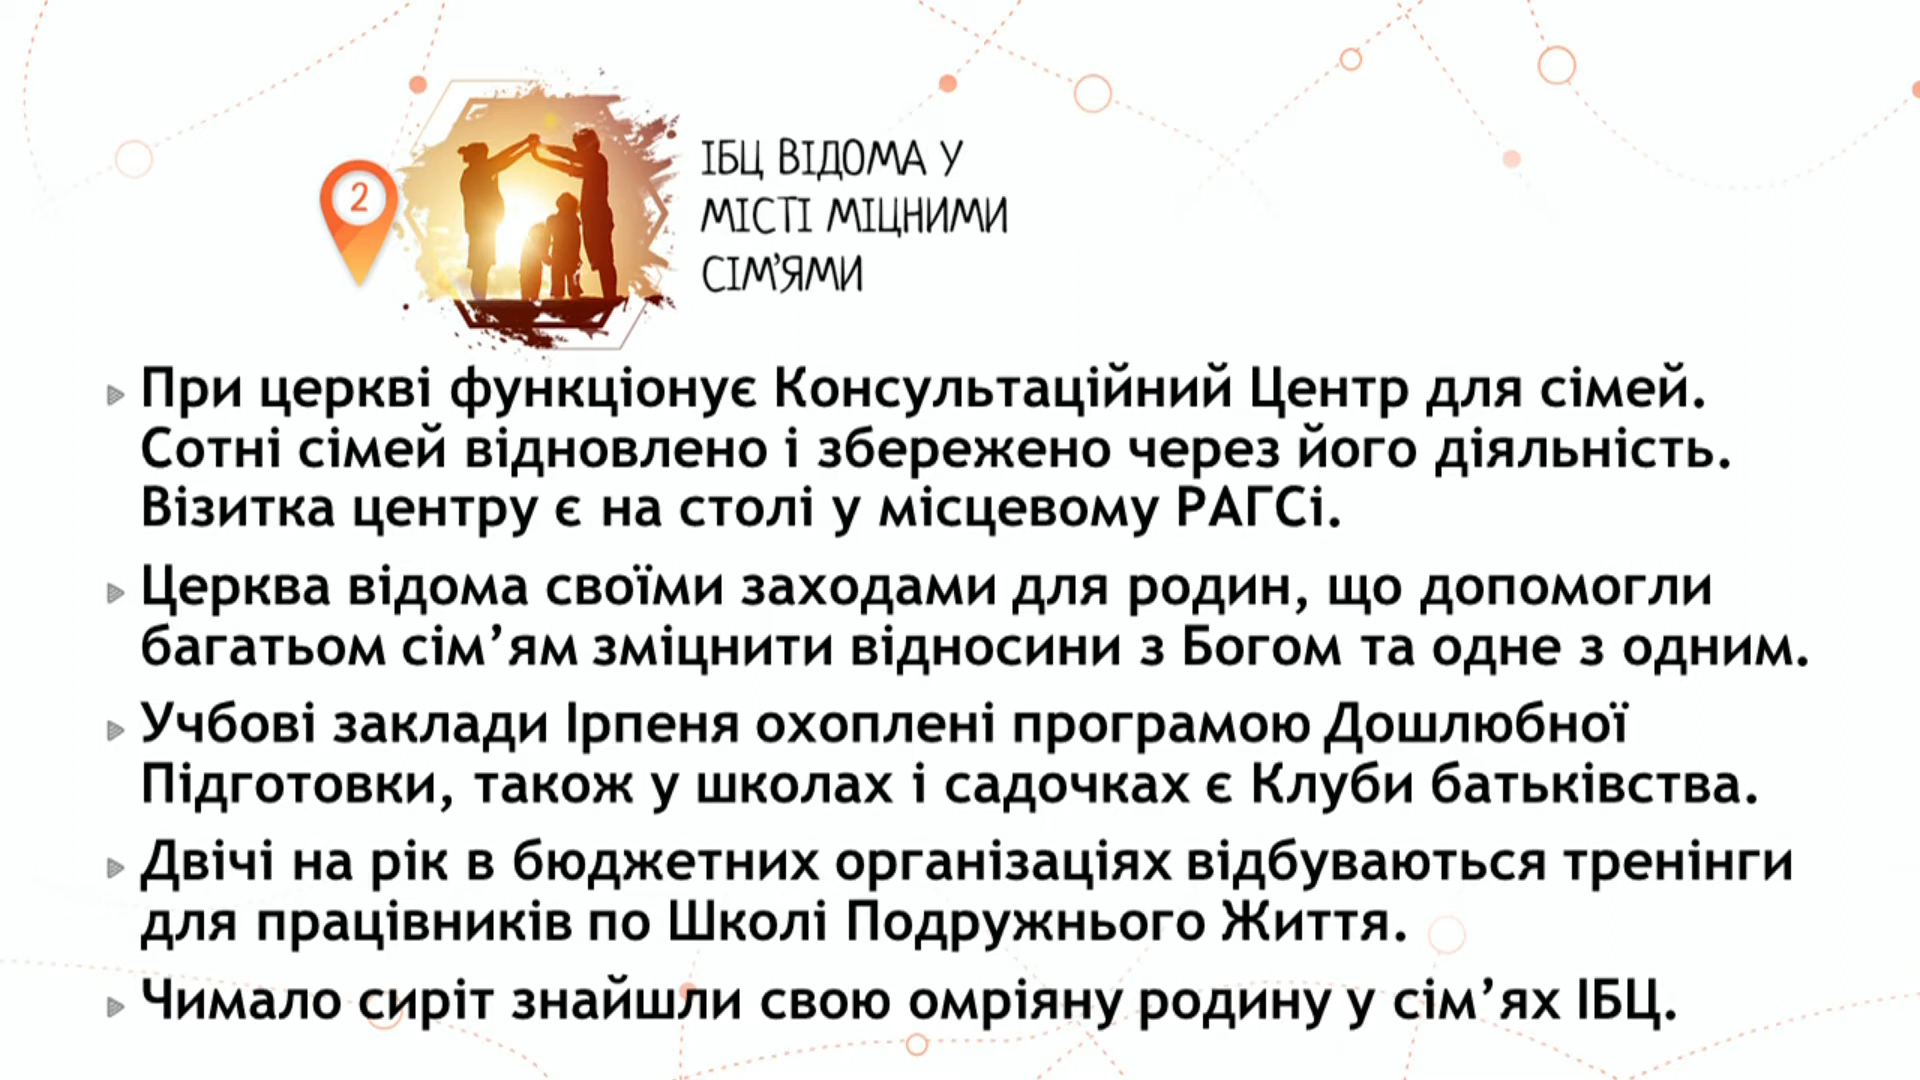 2
ІБЦ ВІДОМА У
МІСТІ МІЦНИМИ
СІМ'ЯМИ
При церкві функціонує Консультаційний Центр для сімей.
Сотні сімей відновлено і збережено через його діяльність.
Візитка центру є на столі у місцевому РАГСі.
Церква відома своїми заходами для родин, що допомогли
багатьом сім’ям зміцнити відносини з Богом та одне з одним.
Учбові заклади Ірпеня охоплені програмою Дошлюбної
Підготовки, також у школах і садочках є Клуби батьківства.
Двічі на рік в бюджетних організаціях відбуваються тренінги
для працівників по Школі Подружнього Життя.
Чимало сиріт знайшли свою омріяну родину у сім’ях ІБЦ.